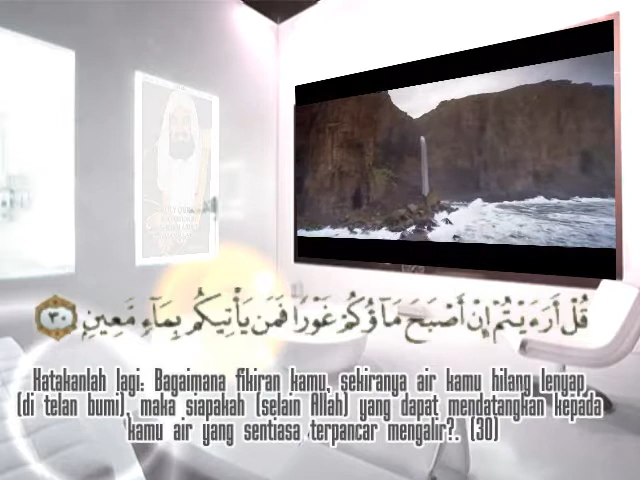 قُلْ أَرَءَيْتُمْ إِنْ أَصْبَحَ مَآؤُكُمْ غَوْرًا فَمَن يَأْتِيكُم بِمَآءٍ مَّعِينٍۭ ٣٠
Katakanlah lagi: Bagaimana fikiran kamu, sekiranya air kamu hilang lenyap
(di telan bumi), maka siapakah (selain Allah) yang dapat mendatangkan kepada
kamu air yang sentiasa terpancar mengalir?. (30)